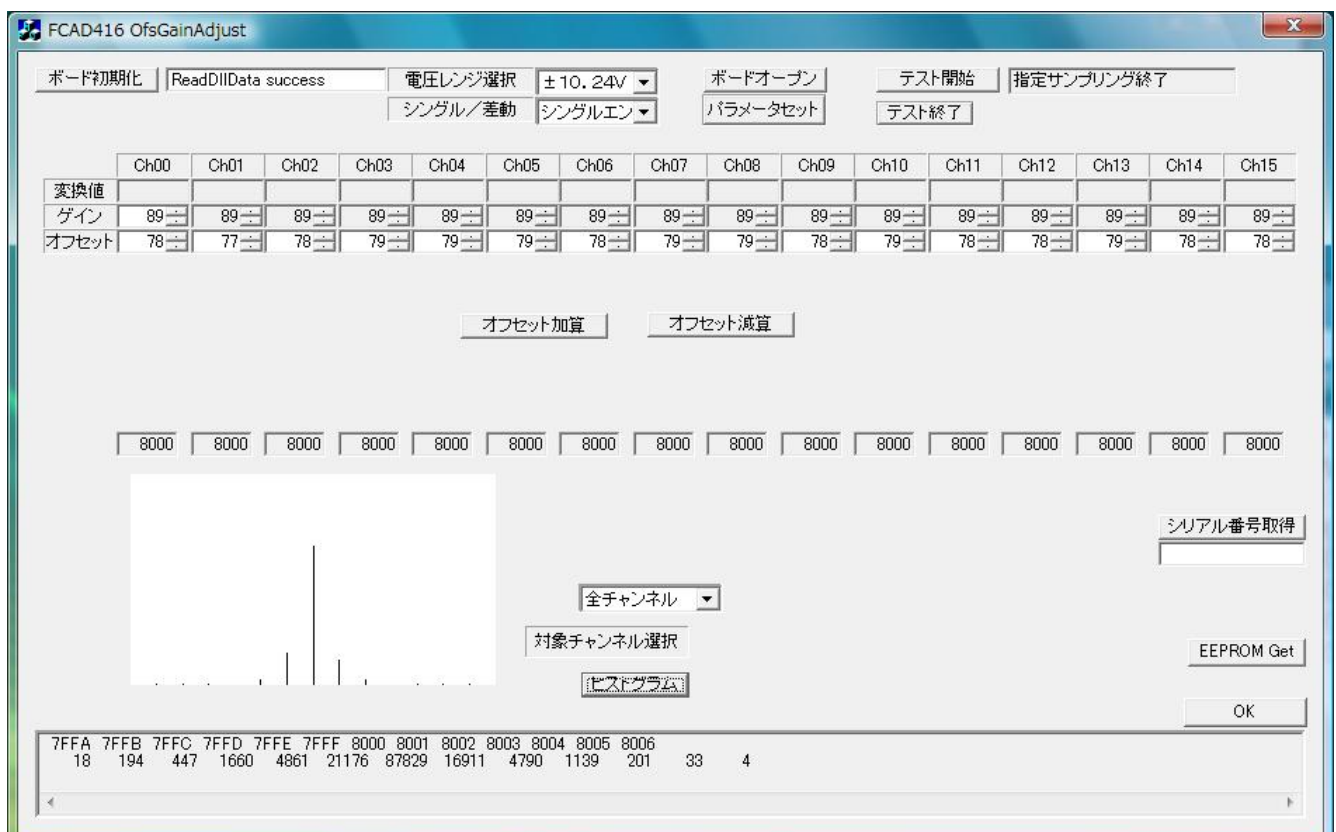 FCAD416 OfsGainAdjust
ボード初期化 ReadDllData success 電圧レンジ選択 ±10.24V ボードオープン テスト開始 指定サンプリング終了
シングル／差動 シングルエン パラメータセット テスト終了
Ch00 Ch01 Ch02 Ch03 Ch04 Ch05 Ch06 Ch07 Ch08 Ch09 Ch10 Ch11 Ch12 Ch13 Ch14 Ch15
変換値
ゲイン 89 89 89 89 89 89 89 89 89 89 89 89 89 89 89 89
オフセット 78 77 78 79 79 79 78 79 79 78 79 78 78 79 78 78
オフセット加算 オフセット減算
8000 8000 8000 8000 8000 8000 8000 8000 8000 8000 8000 8000 8000 8000 8000 8000
シリアル番号取得
全チャンネル
対象チャンネル選択
EEPROM Get
ヒストグラム
OK
7FFA 7FFB 7FFC 7FFD 7FFE 7FFF 8000 8001 8002 8003 8004 8005 8006
18 194 447 1660 4861 21176 87829 16911 4790 1139 201 33 4